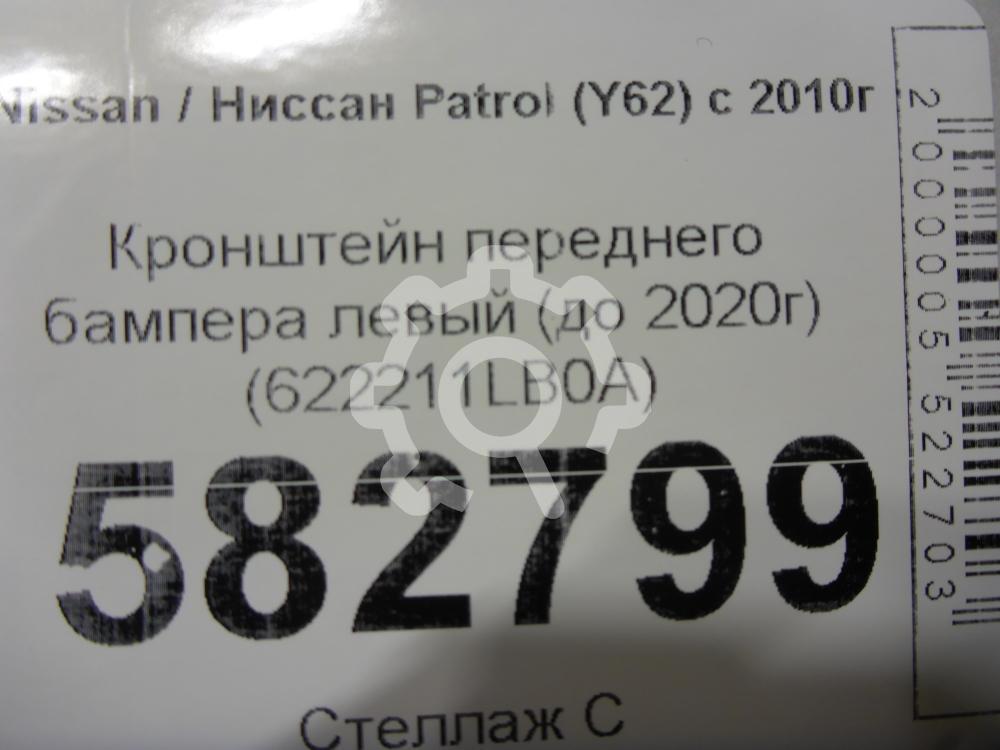 Nissan / Ниссан Patrol (Y62) с 2010г
Кронштейн переднего
бампера левый (до 2020г)
(622211LB0A)
582799
Стеллаж С
2000005522703